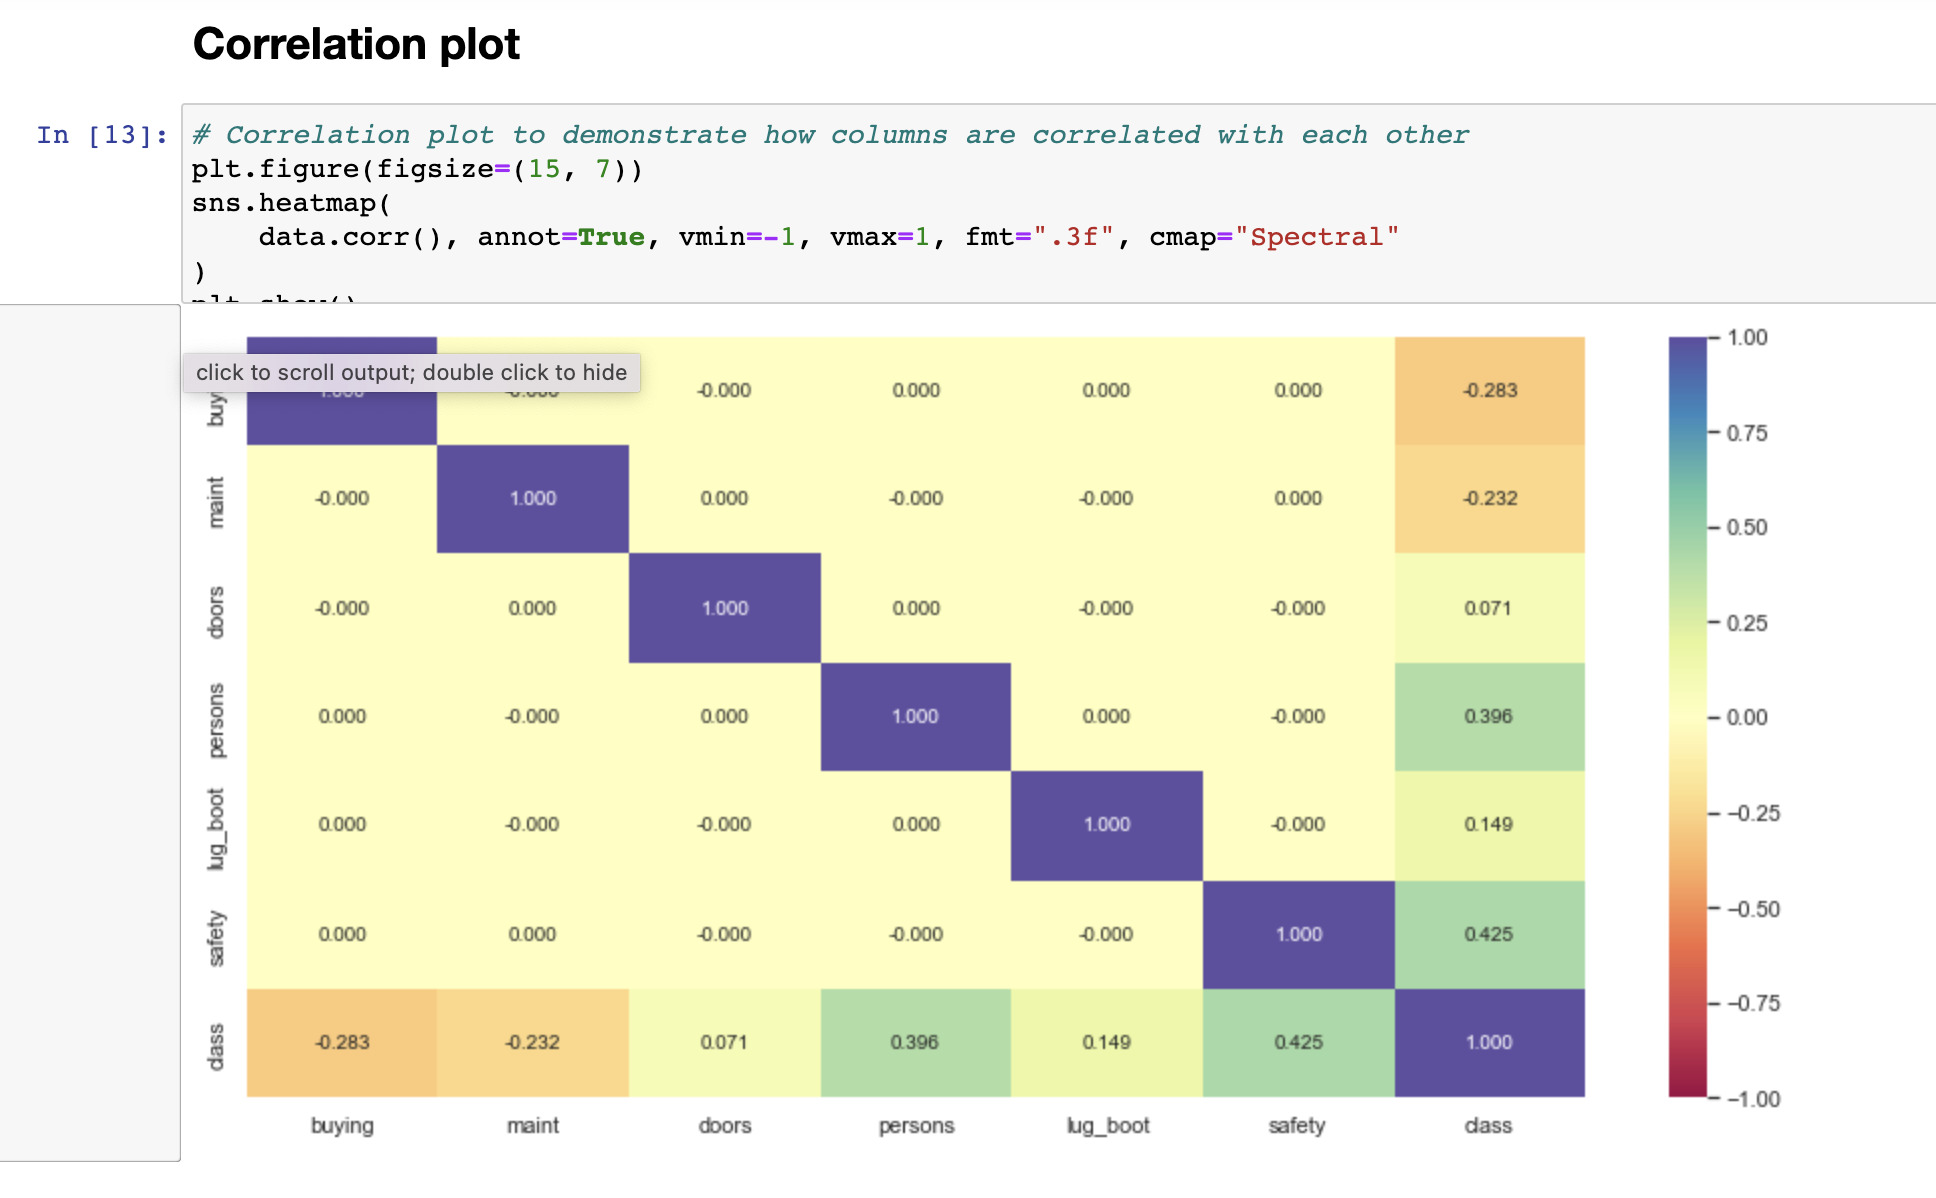 Correlation plot
In [13]:
# Correlation plot to demonstrate how columns are correlated with each other
plt.figure(figsize=(15, 7))
sns.heatmap(
    data.corr(), annot=True, vmin=-1, vmax=1, fmt=".3f", cmap="Spectral"
)
plt.show()
click to scroll output; double click to hide
buy 1.000 -0.000 -0.000 0.000 0.000 0.000 -0.283
maint -0.000 1.000 0.000 -0.000 -0.000 0.000 -0.232
doors -0.000 0.000 1.000 0.000 -0.000 -0.000 0.071
persons 0.000 -0.000 0.000 1.000 0.000 -0.000 0.396
lug_boot 0.000 -0.000 -0.000 0.000 1.000 -0.000 0.149
safety 0.000 0.000 -0.000 -0.000 -0.000 1.000 0.425
class -0.283 -0.232 0.071 0.396 0.149 0.425 1.000
buying maint doors persons lug_boot safety class
1.00
0.75
0.50
0.25
0.00
−0.25
−0.50
−0.75
−1.00